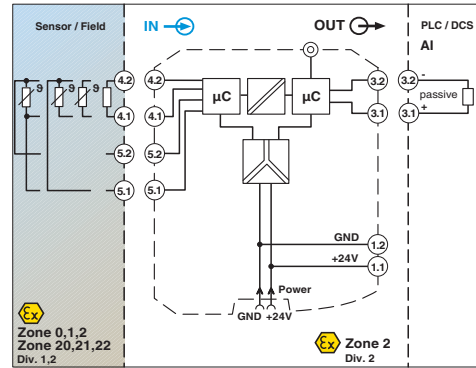 Sensor / Field
IN
OUT
PLC / DCS
AI
ϑ ϑ ϑ
4.2
4.1
5.2
5.1
4.2
4.1
5.2
5.1
µC
µC
3.2
3.1
3.2 -
passive
3.1 +
GND 1.2
+24V 1.1
Power
GND +24V
Ex
Zone 0,1,2
Zone 20,21,22
Div. 1,2
Ex Zone 2
Div. 2